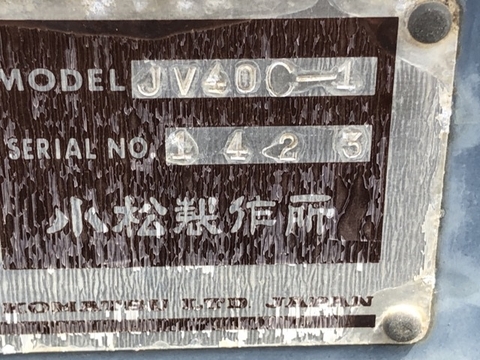 MODEL JV40C-1
SERIAL NO. 1423
小松製作所
KOMATSU LTD. JAPAN